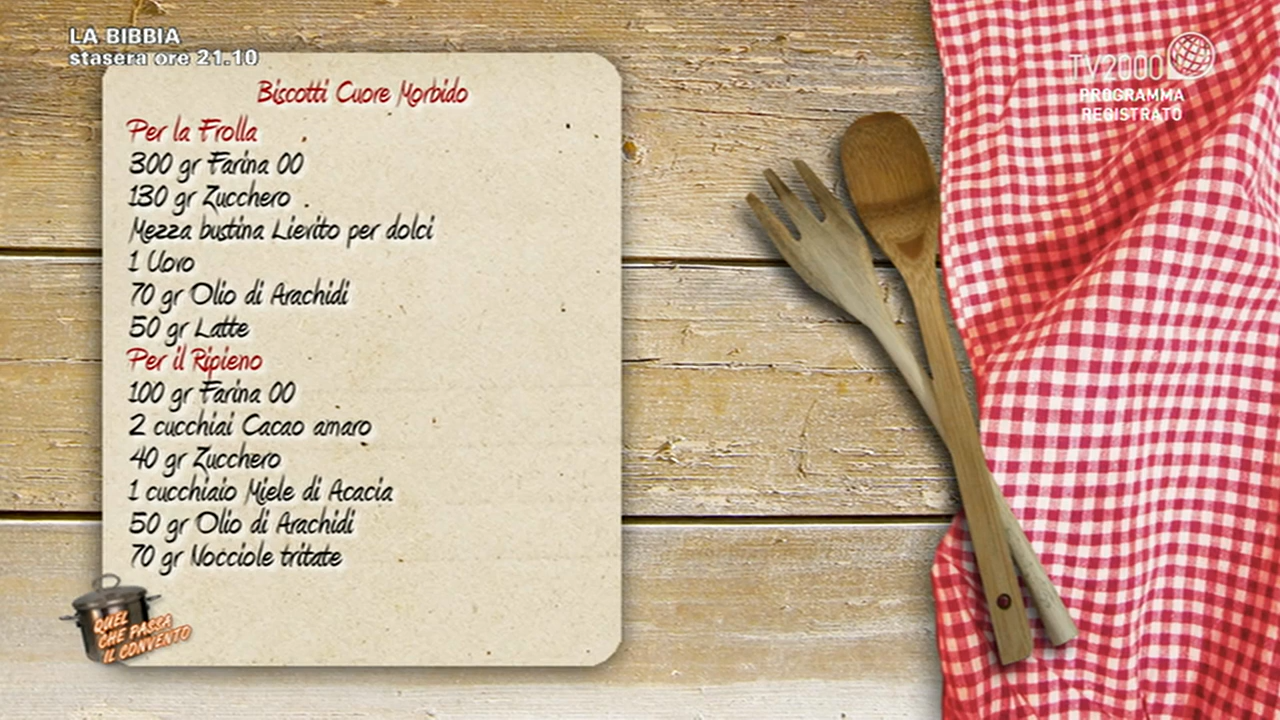 LA BIBBIA
stasera ore 21.10
TV2000
PROGRAMMA
REGISTRATO
Biscotti Cuore Morbido
Per la Frolla
300 gr Farina 00
130 gr Zucchero
Mezza bustina Lievito per dolci
1 Uovo
70 gr Olio di Arachidi
50 gr Latte
Per il Ripieno
100 gr Farina 00
2 cucchiai Cacao amaro
40 gr Zucchero
1 cucchiaio Miele di Acacia
50 gr Olio di Arachidi
70 gr Nocciole tritate
QUEL
CHE PASSA
IL CONVENTO